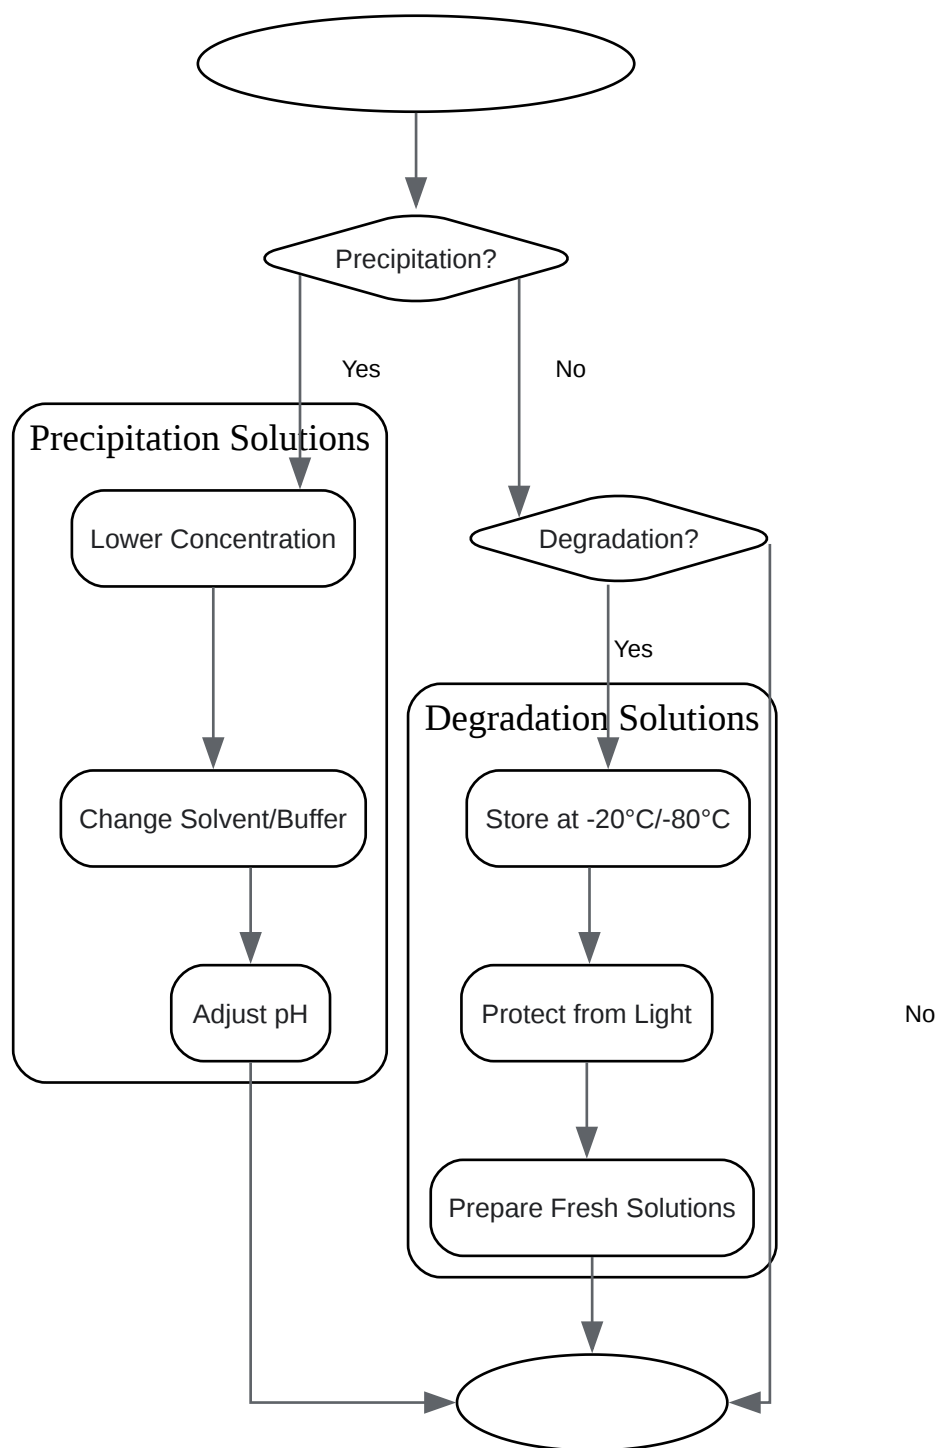 Precipitation?
Yes
No
Precipitation Solutions
Lower Concentration
Degradation?
Yes
Degradation Solutions
Change Solvent/Buffer
Store at -20°C/-80°C
Adjust pH
Protect from Light
No
Prepare Fresh Solutions